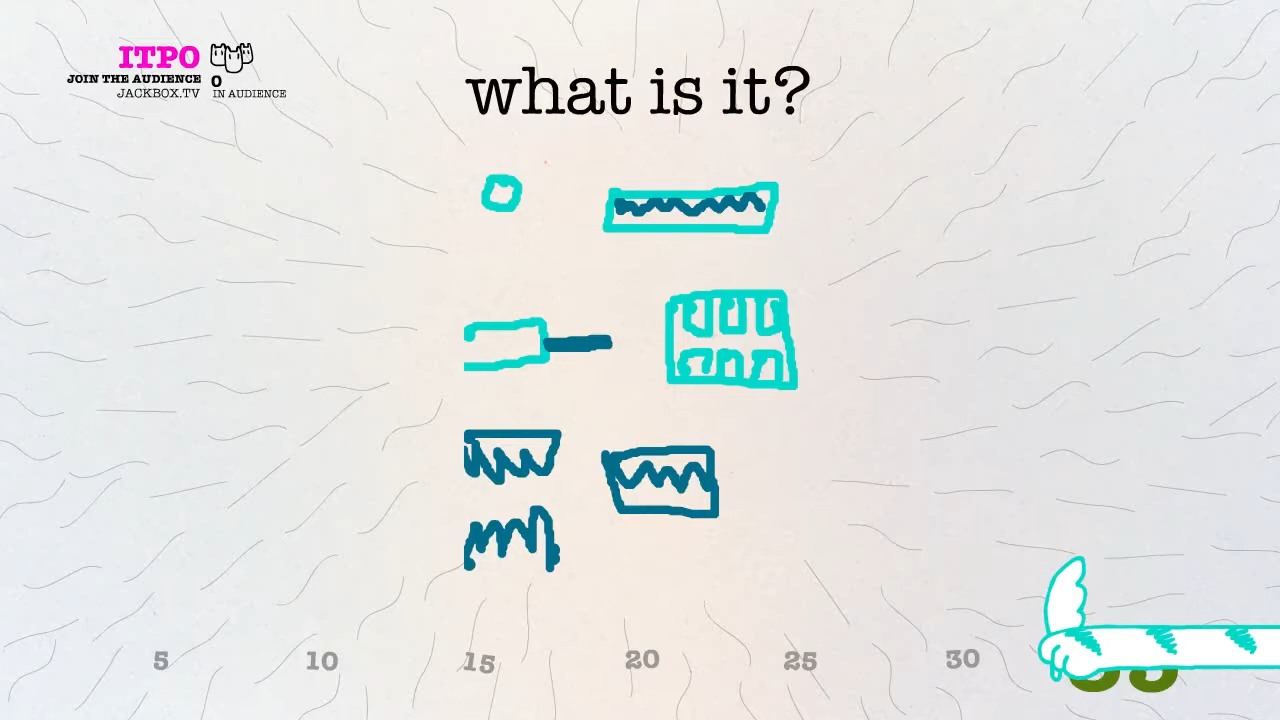 ITPO
JOIN THE AUDIENCE
JACKBOX.TV
0
IN AUDIENCE
what is it?
5 10 15 20 25 30